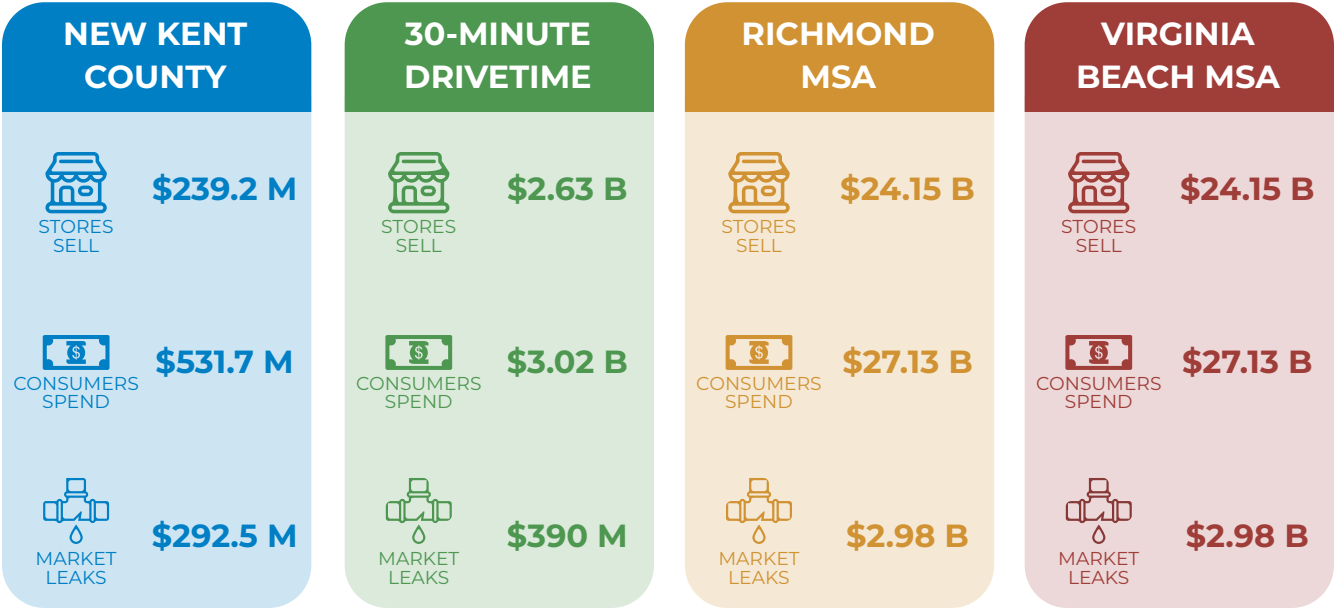 NEW KENT
COUNTY
STORES
SELL
$239.2 M
$
CONSUMERS
SPEND
$531.7 M
MARKET
LEAKS
$292.5 M
30-MINUTE
DRIVETIME
STORES
SELL
$2.63 B
$
CONSUMERS
SPEND
$3.02 B
MARKET
LEAKS
$390 M
RICHMOND
MSA
STORES
SELL
$24.15 B
$
CONSUMERS
SPEND
$27.13 B
MARKET
LEAKS
$2.98 B
VIRGINIA
BEACH MSA
STORES
SELL
$24.15 B
$
CONSUMERS
SPEND
$27.13 B
MARKET
LEAKS
$2.98 B